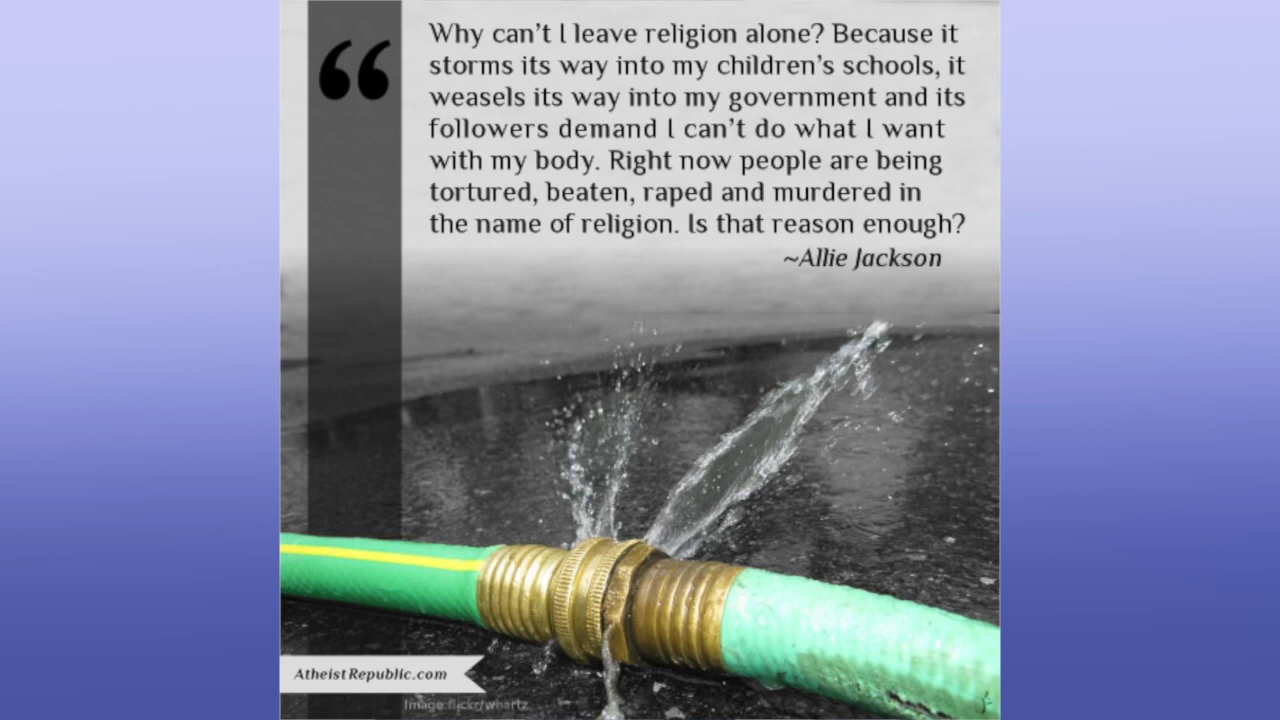 “
Why can’t I leave religion alone? Because it
storms its way into my children’s schools, it
weasels its way into my government and its
followers demand I can’t do what I want
with my body. Right now people are being
tortured, beaten, raped and murdered in
the name of religion. Is that reason enough?
~Allie Jackson
AtheistRepublic.com
Image:flickr/whartz